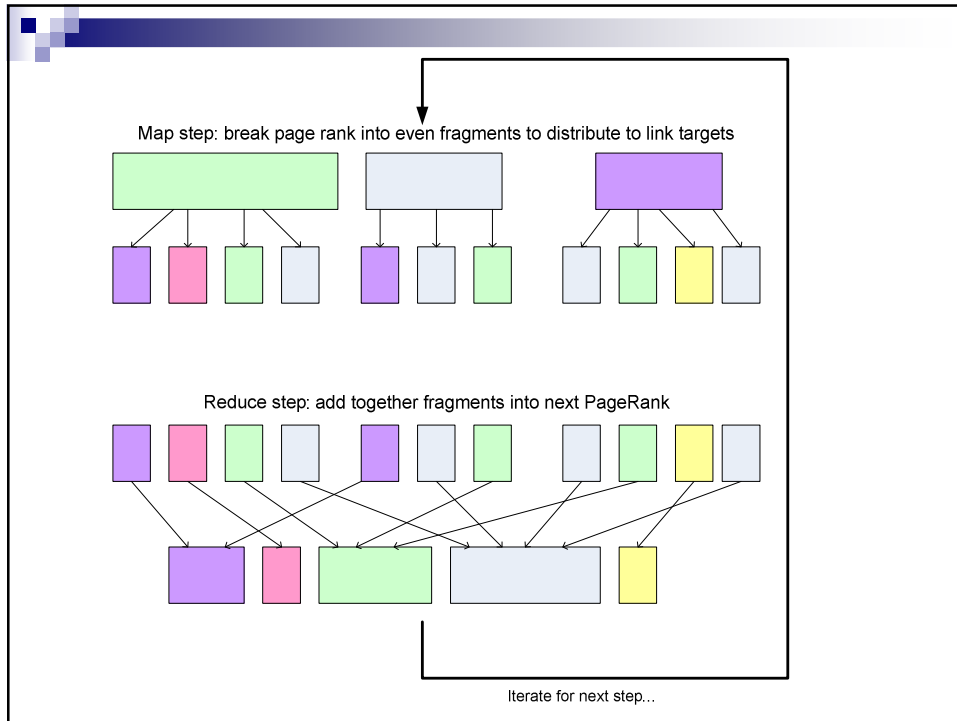 Map step: break page rank into even fragments to distribute to link targets
Reduce step: add together fragments into next PageRank
Iterate for next step...